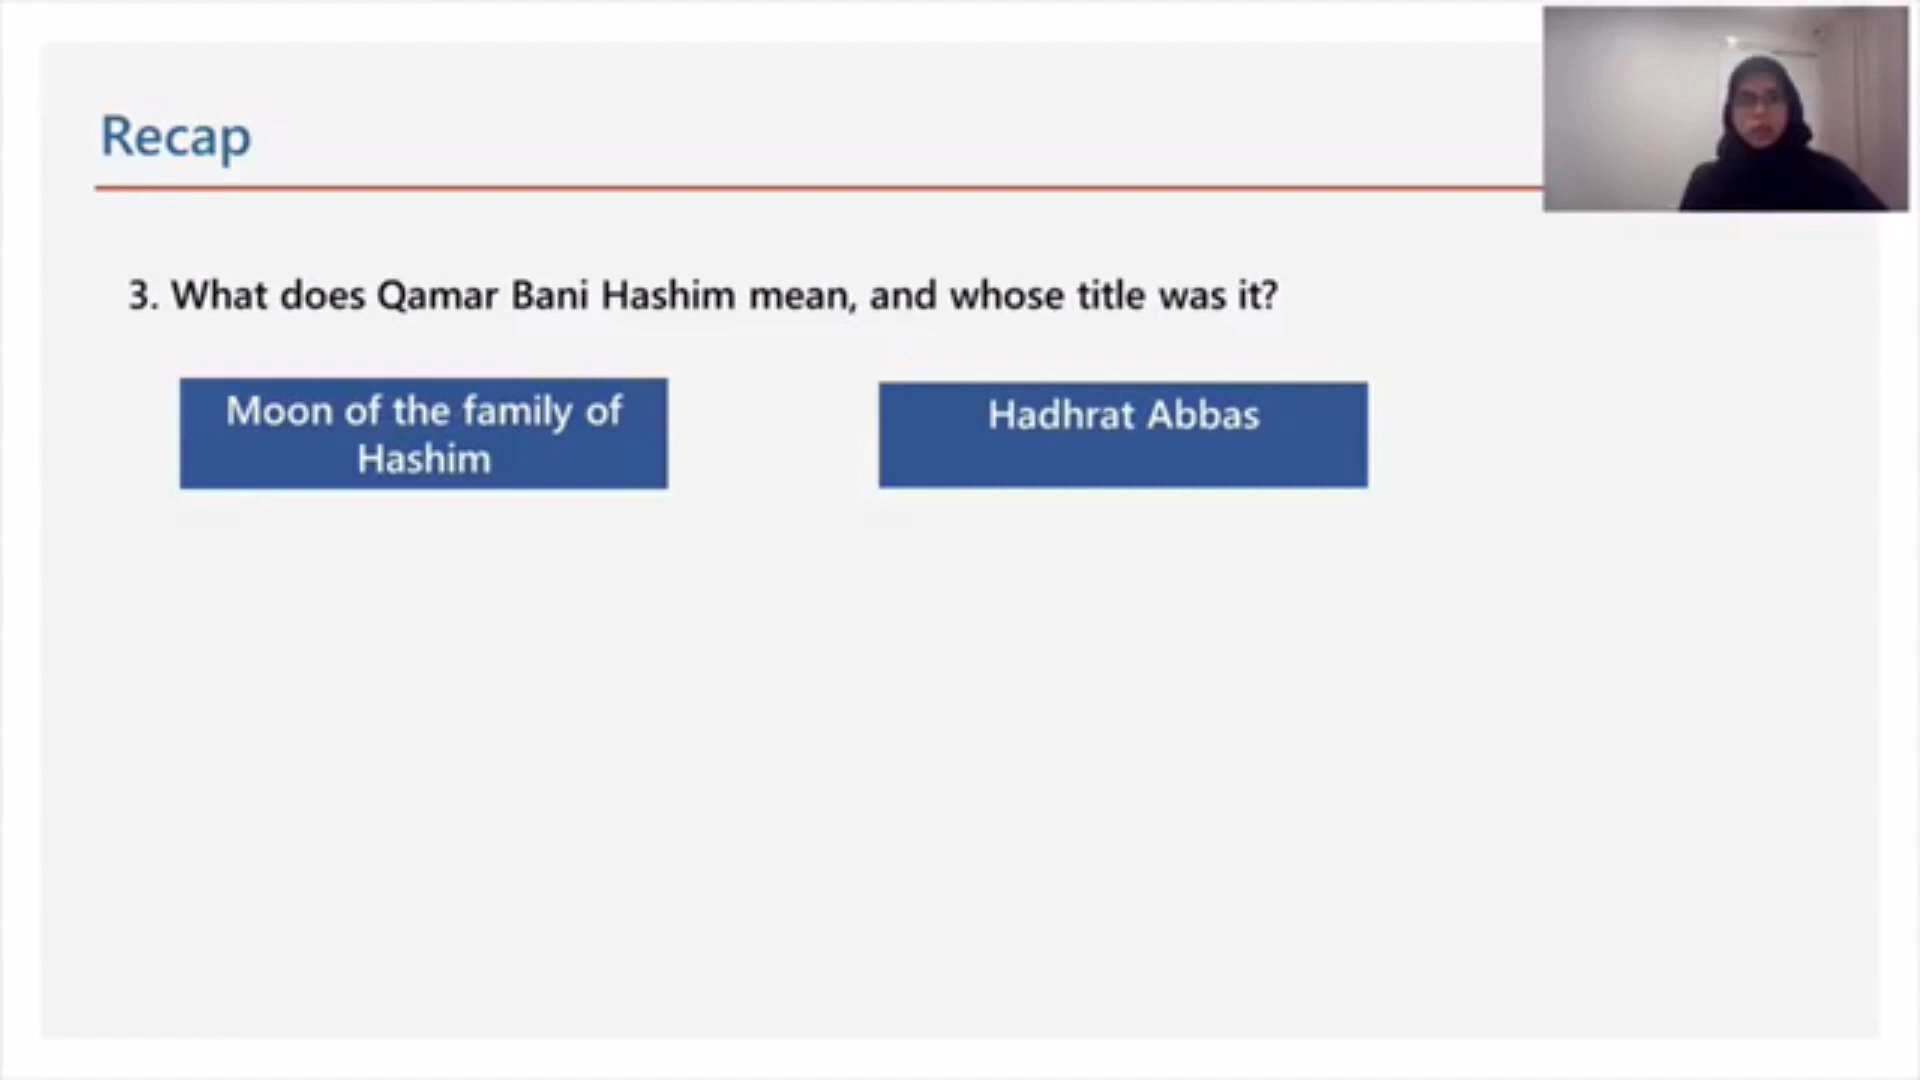 Recap
3. What does Qamar Bani Hashim mean, and whose title was it?
Moon of the family of
Hashim
Hadhrat Abbas